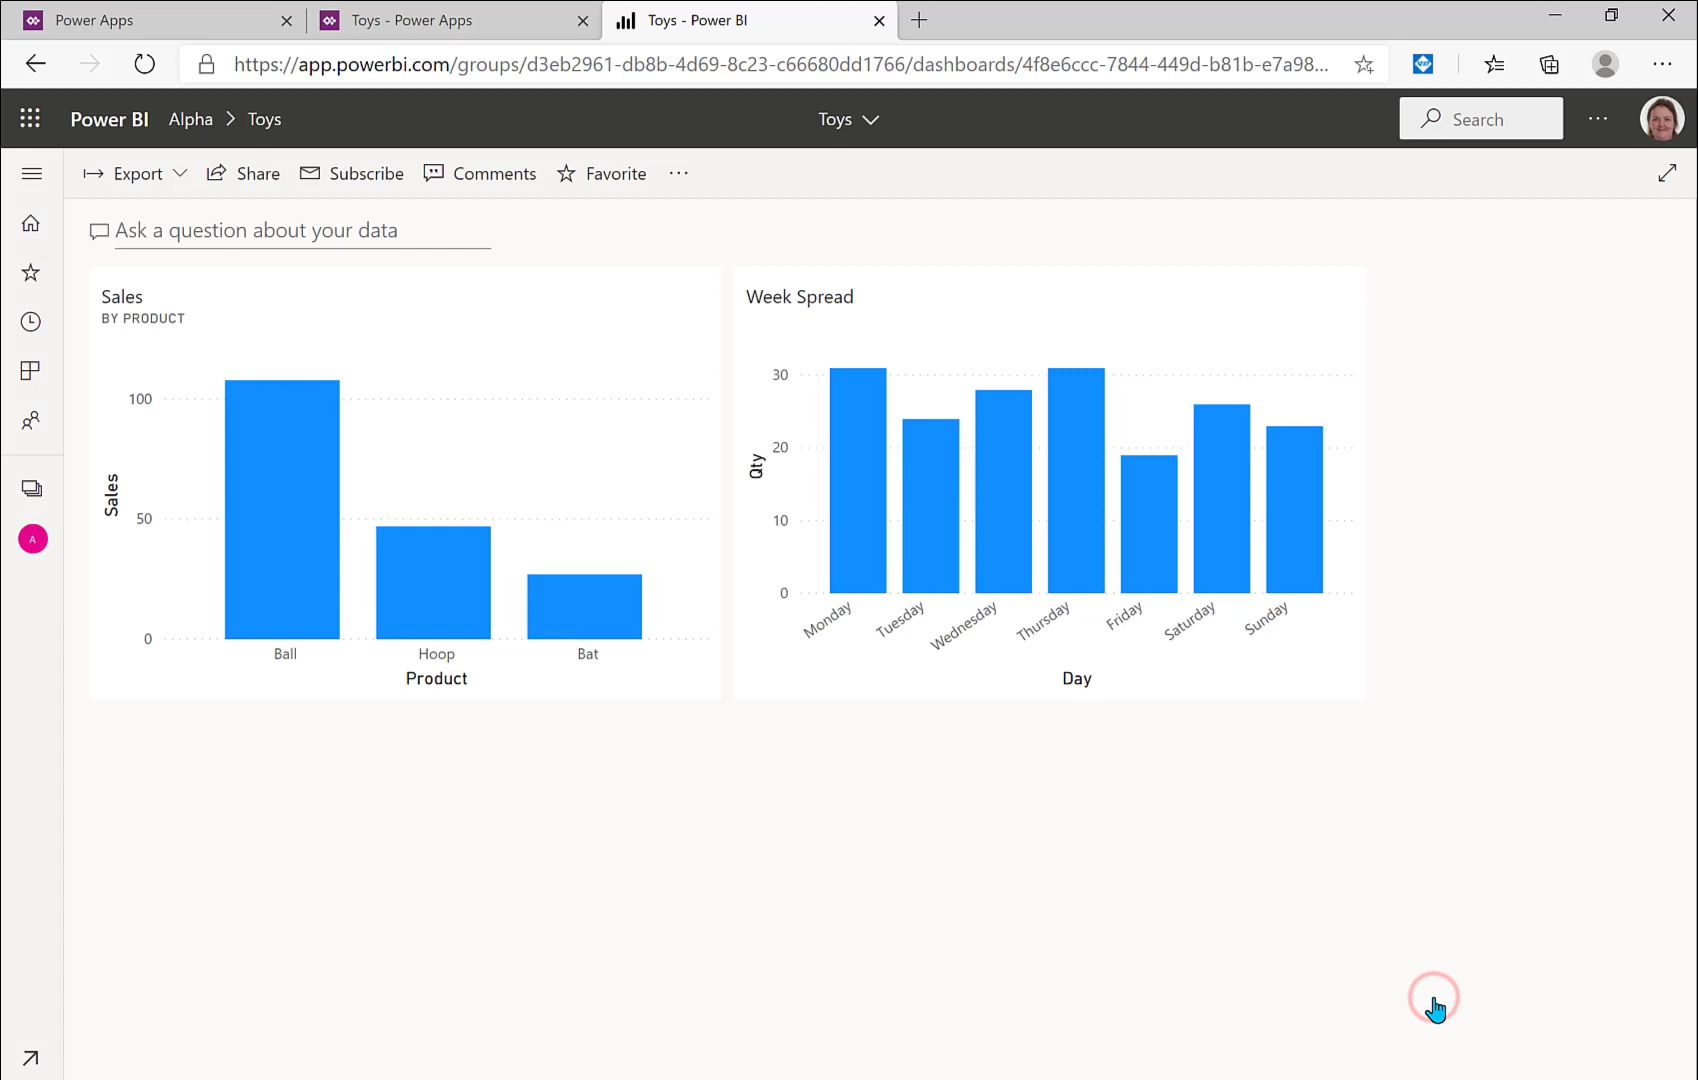 Power Apps
Toys - Power Apps
Toys - Power BI
https://app.powerbi.com/groups/d3eb2961-db8b-4d69-8c23-c66680dd1766/dashboards/4f8e6ccc-7844-449d-b81b-e7a98...
Power BI Alpha > Toys
Toys
Search
Export
Share
Subscribe
Comments
Favorite
Ask a question about your data
Sales
BY PRODUCT
100
50
0
Sales
Ball
Hoop
Bat
Product
Week Spread
30
20
10
0
Qty
Monday
Tuesday
Wednesday
Thursday
Friday
Saturday
Sunday
Day
A